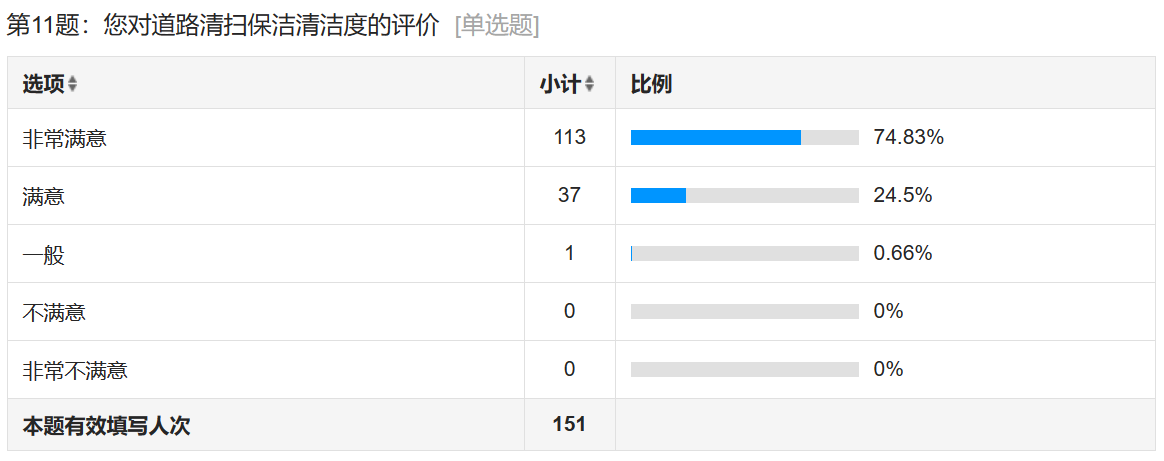 第11题：您对道路清扫保洁清洁度的评价 [单选题]
选项 小计 比例
非常满意 113 74.83%
满意 37 24.5%
一般 1 0.66%
不满意 0 0%
非常不满意 0 0%
本题有效填写人次 151